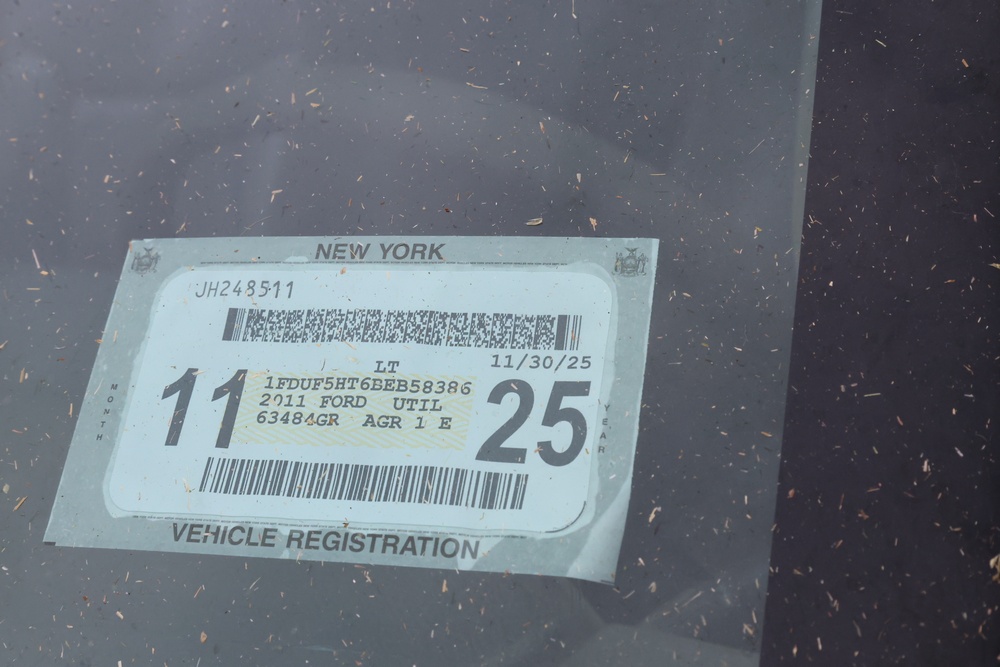 NEW YORK
JH248511
LT 11/30/25
1FDUF5HT6BEB58386
2011 FORD UTIL
63484GR AGR 1 E
MONTH 11 25 YEAR
VEHICLE REGISTRATION